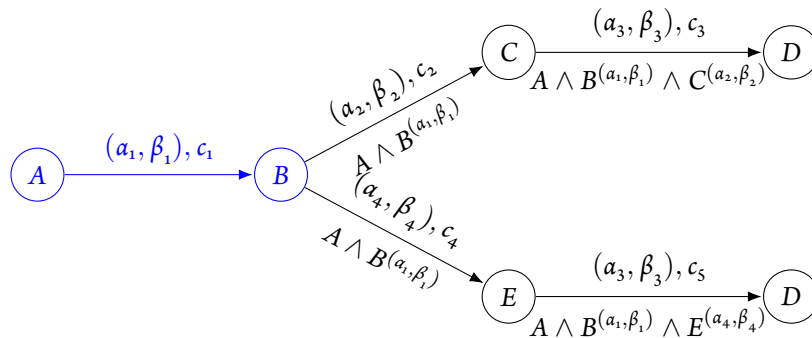 A
(α₁, β₁), c₁
B
(α₂, β₂), c₂
A ∧ B^(α₁,β₁)
C
(α₃, β₃), c₃
A ∧ B^(α₁,β₁) ∧ C^(α₂,β₂)
D
(α₄, β₄), c₄
A ∧ B^(α₁,β₁)
E
(α₃, β₃), c₅
A ∧ B^(α₁,β₁) ∧ E^(α₄,β₄)
D